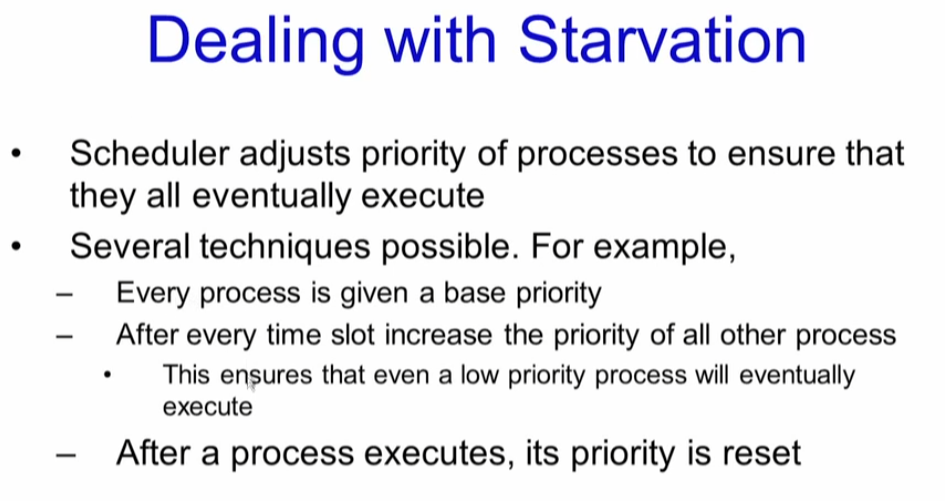 Dealing with Starvation
• Scheduler adjusts priority of processes to ensure that
they all eventually execute
• Several techniques possible. For example,
– Every process is given a base priority
– After every time slot increase the priority of all other process
• This ensures that even a low priority process will eventually
execute
– After a process executes, its priority is reset